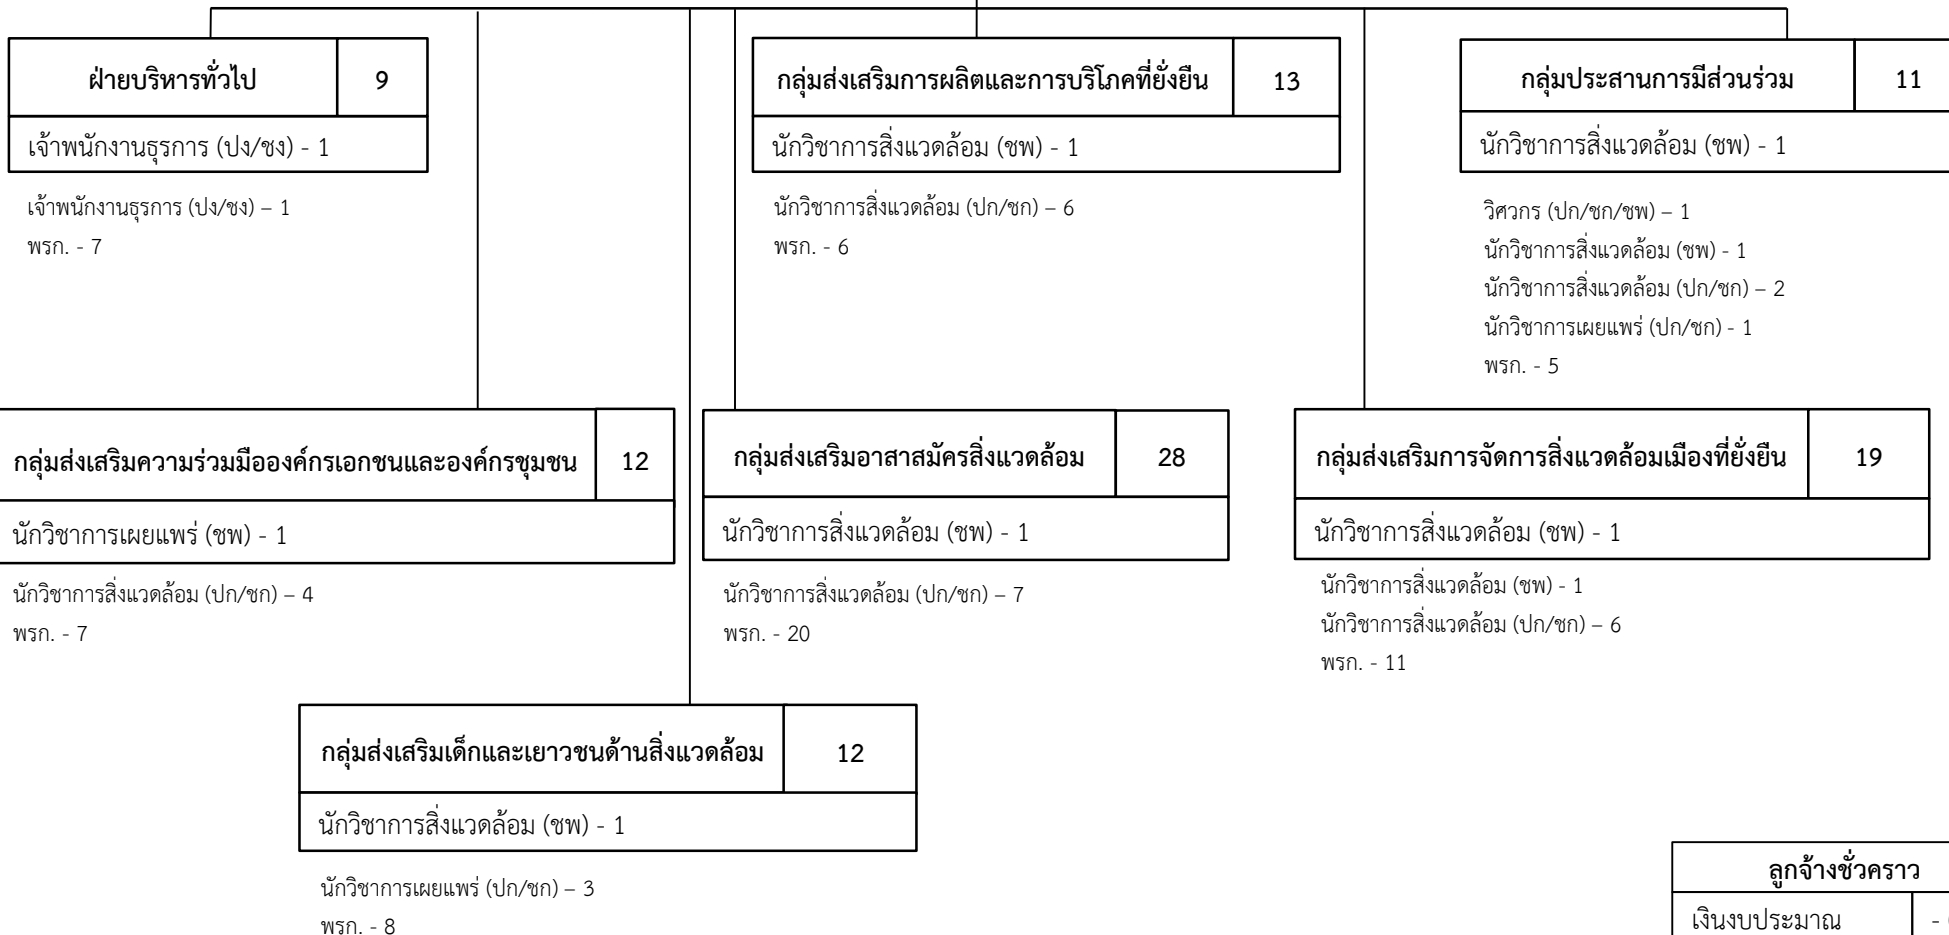 ฝ่ายบริหารทั่วไป 9
เจ้าพนักงานธุรการ (ปง/ชง) - 1
เจ้าพนักงานธุรการ (ปง/ชง) – 1
พรก. - 7
กลุ่มส่งเสริมการผลิตและการบริโภคที่ยั่งยืน 13
นักวิชาการสิ่งแวดล้อม (ชพ) - 1
นักวิชาการสิ่งแวดล้อม (ปก/ชก) – 6
พรก. - 6
กลุ่มประสานการมีส่วนร่วม 11
นักวิชาการสิ่งแวดล้อม (ชพ) - 1
วิศวกร (ปก/ชก/ชพ) – 1
นักวิชาการสิ่งแวดล้อม (ชพ) - 1
นักวิชาการสิ่งแวดล้อม (ปก/ชก) – 2
นักวิชาการเผยแพร่ (ปก/ชก) - 1
พรก. - 5
กลุ่มส่งเสริมความร่วมมือองค์กรเอกชนและองค์กรชุมชน 12
นักวิชาการเผยแพร่ (ชพ) - 1
นักวิชาการสิ่งแวดล้อม (ปก/ชก) – 4
พรก. - 7
กลุ่มส่งเสริมอาสาสมัครสิ่งแวดล้อม 28
นักวิชาการสิ่งแวดล้อม (ชพ) - 1
นักวิชาการสิ่งแวดล้อม (ปก/ชก) – 7
พรก. - 20
กลุ่มส่งเสริมการจัดการสิ่งแวดล้อมเมืองที่ยั่งยืน 19
นักวิชาการสิ่งแวดล้อม (ชพ) - 1
นักวิชาการสิ่งแวดล้อม (ชพ) - 1
นักวิชาการสิ่งแวดล้อม (ปก/ชก) – 6
พรก. - 11
กลุ่มส่งเสริมเด็กและเยาวชนด้านสิ่งแวดล้อม 12
นักวิชาการสิ่งแวดล้อม (ชพ) - 1
นักวิชาการเผยแพร่ (ปก/ชก) – 3
พรก. - 8
ลูกจ้างชั่วคราว
เงินงบประมาณ -